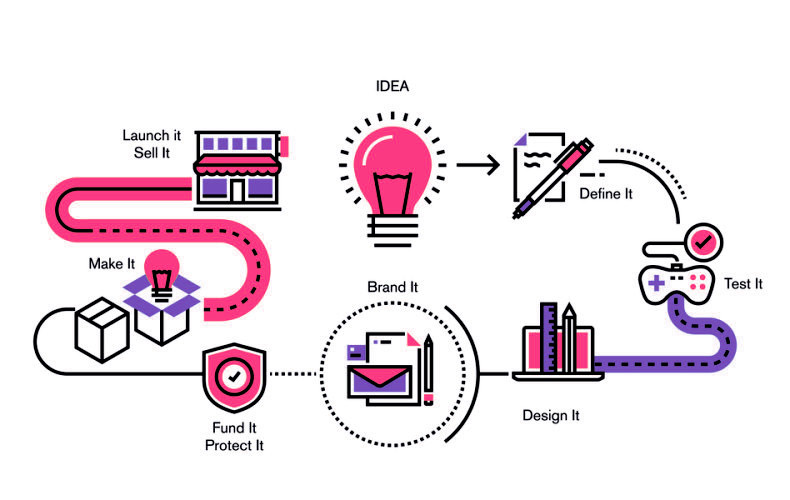 IDEA
Define It
Test It
Design It
Brand It
Fund It
Protect It
Make It
Launch it
Sell It